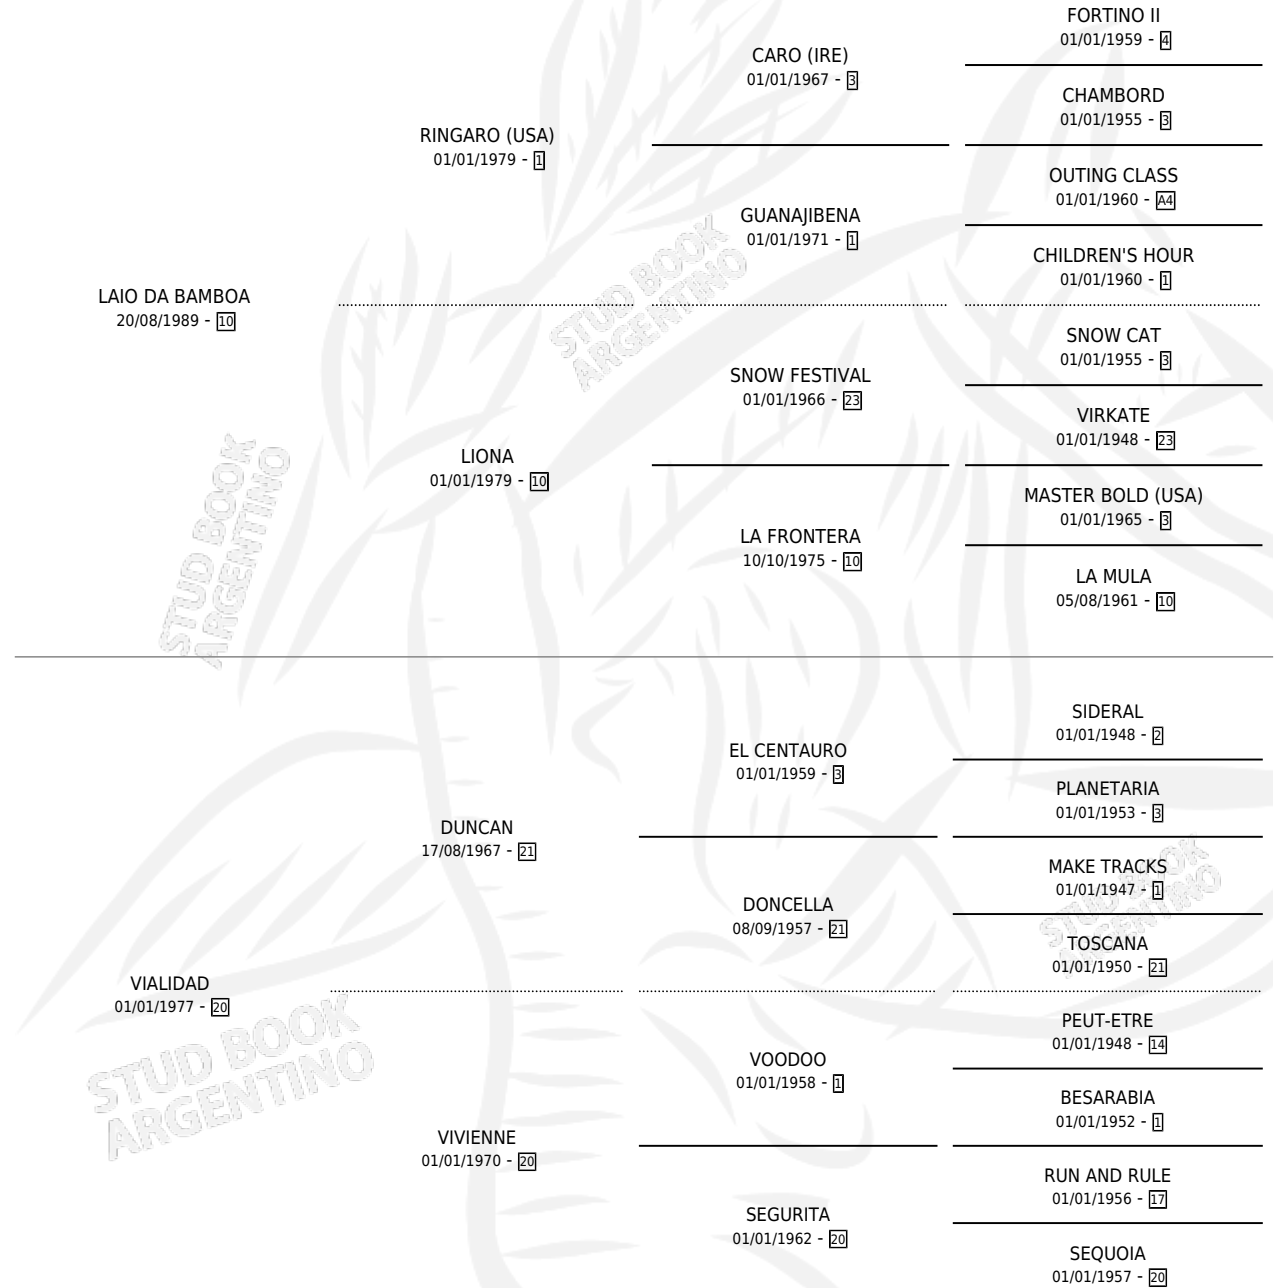 FORTINO II
01/01/1959 - 4
CARO (IRE)
01/01/1967 - 3
CHAMBORD
01/01/1955 - 3
RINGARO (USA)
01/01/1979 - 1
OUTING CLASS
01/01/1960 - A4
GUANAJIBENA
01/01/1971 - 1
CHILDREN'S HOUR
01/01/1960 - 1
LAIO DA BAMBOA
20/08/1989 - 10
SNOW CAT
01/01/1955 - 3
SNOW FESTIVAL
01/01/1966 - 23
VIRKATE
01/01/1948 - 23
LIONA
01/01/1979 - 10
MASTER BOLD (USA)
01/01/1965 - 3
LA FRONTERA
10/10/1975 - 10
LA MULA
05/08/1961 - 10
SIDERAL
01/01/1948 - 2
EL CENTAURO
01/01/1959 - 3
PLANETARIA
01/01/1953 - 3
DUNCAN
17/08/1967 - 21
MAKE TRACKS
01/01/1947 - 1
DONCELLA
08/09/1957 - 21
TOSCANA
01/01/1950 - 21
VIALIDAD
01/01/1977 - 20
PEUT-ETRE
01/01/1948 - 14
VOODOO
01/01/1958 - 1
BESARABIA
01/01/1952 - 1
VIVIENNE
01/01/1970 - 20
RUN AND RULE
01/01/1956 - 17
SEGURITA
01/01/1962 - 20
SEQUOIA
01/01/1957 - 20
STUD BOOK
ARGENTINO
STUD BOOK
ARGENTINO
STUD BOOK
ARGENTINO
STUD BOOK
ARGENTINO